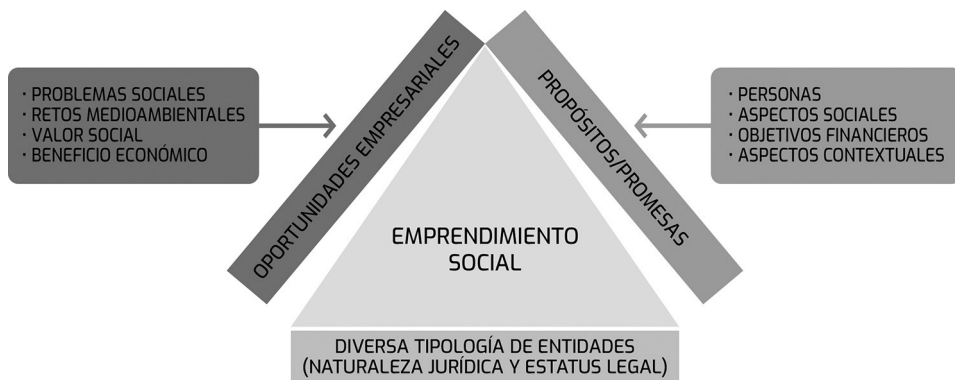 · PROBLEMAS SOCIALES
· RETOS MEDIOAMBIENTALES
· VALOR SOCIAL
· BENEFICIO ECONÓMICO
OPORTUNIDADES EMPRESARIALES
PROPÓSITOS/PROMESAS
· PERSONAS
· ASPECTOS SOCIALES
· OBJETIVOS FINANCIEROS
· ASPECTOS CONTEXTUALES
EMPRENDIMIENTO
SOCIAL
DIVERSA TIPOLOGÍA DE ENTIDADES
(NATURALEZA JURÍDICA Y ESTATUS LEGAL)